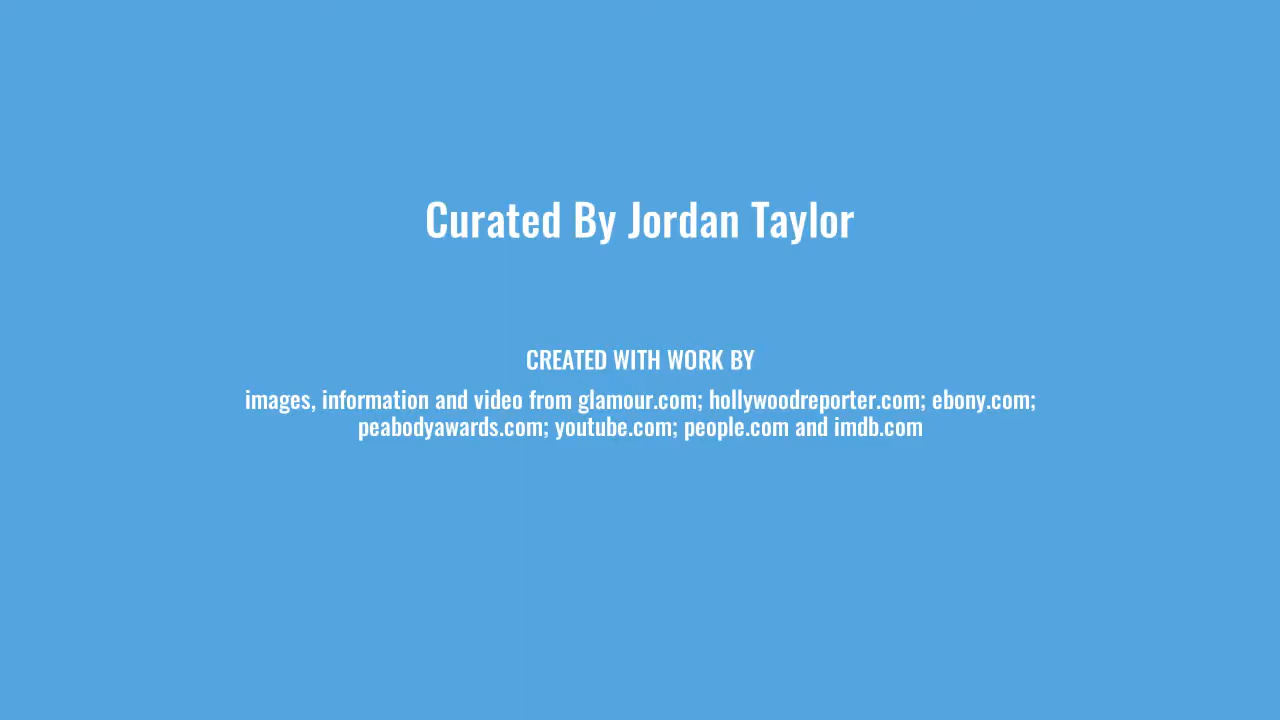 Curated By Jordan Taylor
CREATED WITH WORK BY
images, information and video from glamour.com; hollywoodreporter.com; ebony.com;
peabodyawards.com; youtube.com; people.com and imdb.com